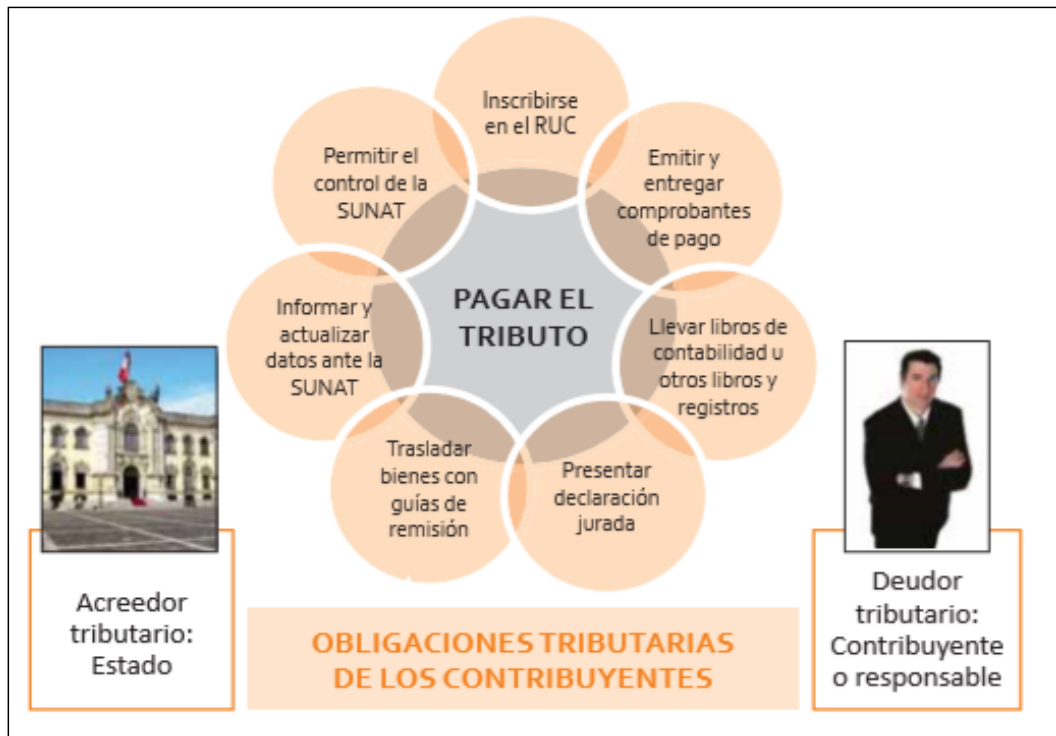 Inscribirse
en el RUC
Emitir y
entregar
comprobantes
de pago
Llevar libros de
contabilidad u
otros libros y
registros
Presentar
declaración
jurada
Trasladar
bienes con
guías de
remisión
Informar y
actualizar
datos ante la
SUNAT
Permitir el
control de la
SUNAT
PAGAR EL
TRIBUTO
Acreedor
tributario:
Estado
OBLIGACIONES TRIBUTARIAS
DE LOS CONTRIBUYENTES
Deudor
tributario:
Contribuyente
o responsable